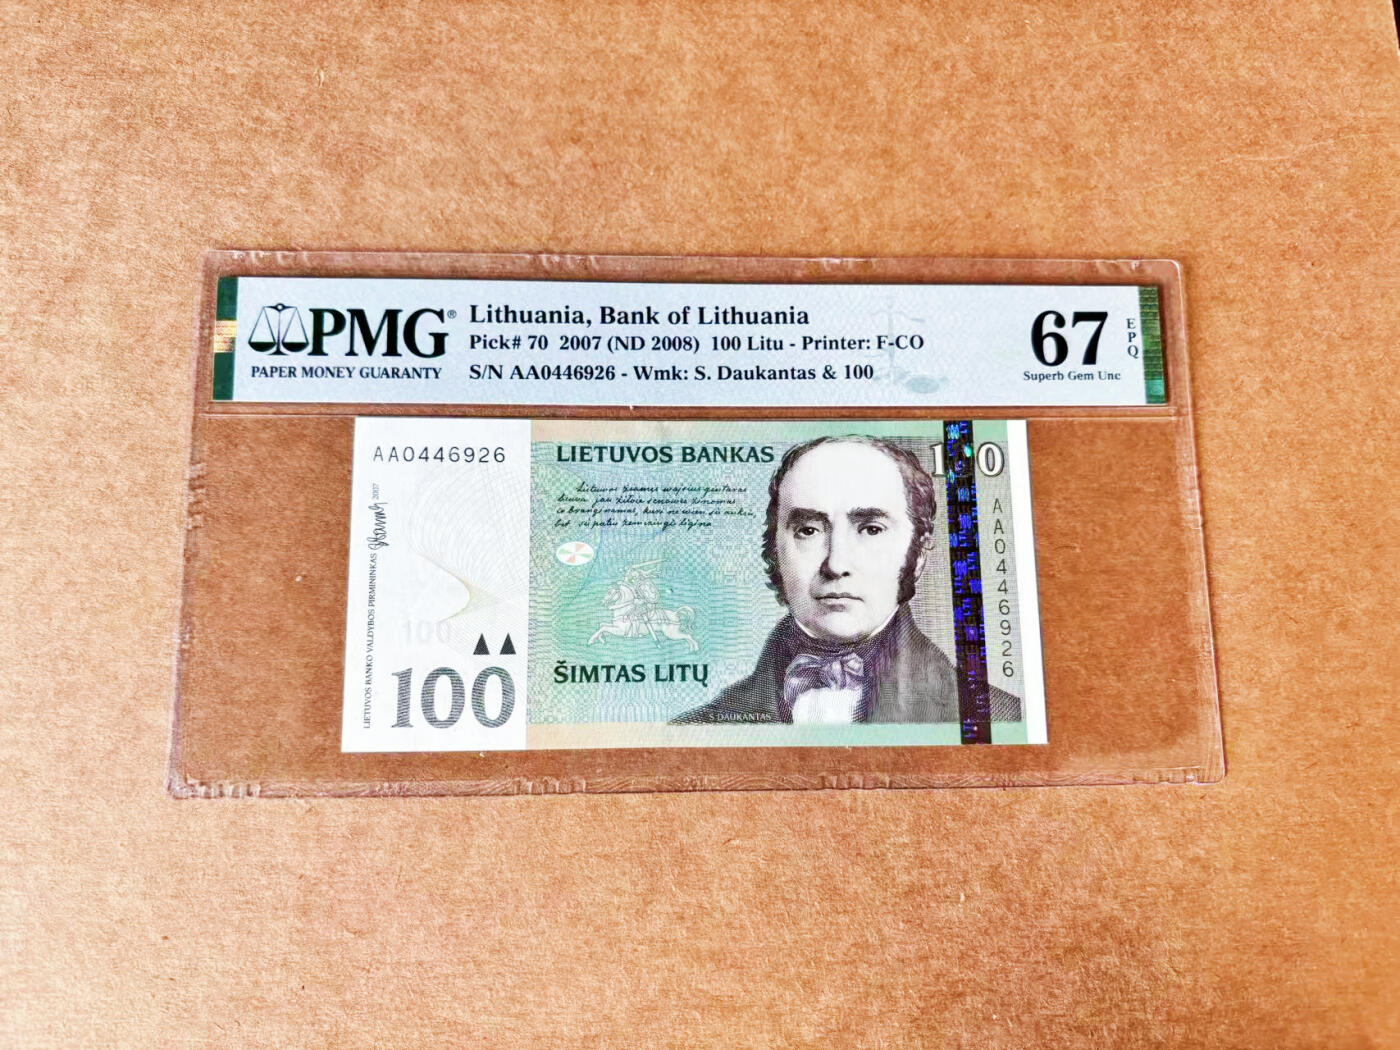 PMG®
PAPER MONEY GUARANTY
Lithuania, Bank of Lithuania
Pick# 70 2007 (ND 2008) 100 Litu - Printer: F-CO
S/N AA0446926 - Wmk: S. Daukantas & 100
67
EPQ
Superb Gem Unc
AA0446926
LIETUVOS BANKAS
100
AA0446926
LIETUVOS BANKO VALDYBOS PIRMININKAS
2007
100
ŠIMTAS LITŲ
100
S. DAUKANTAS